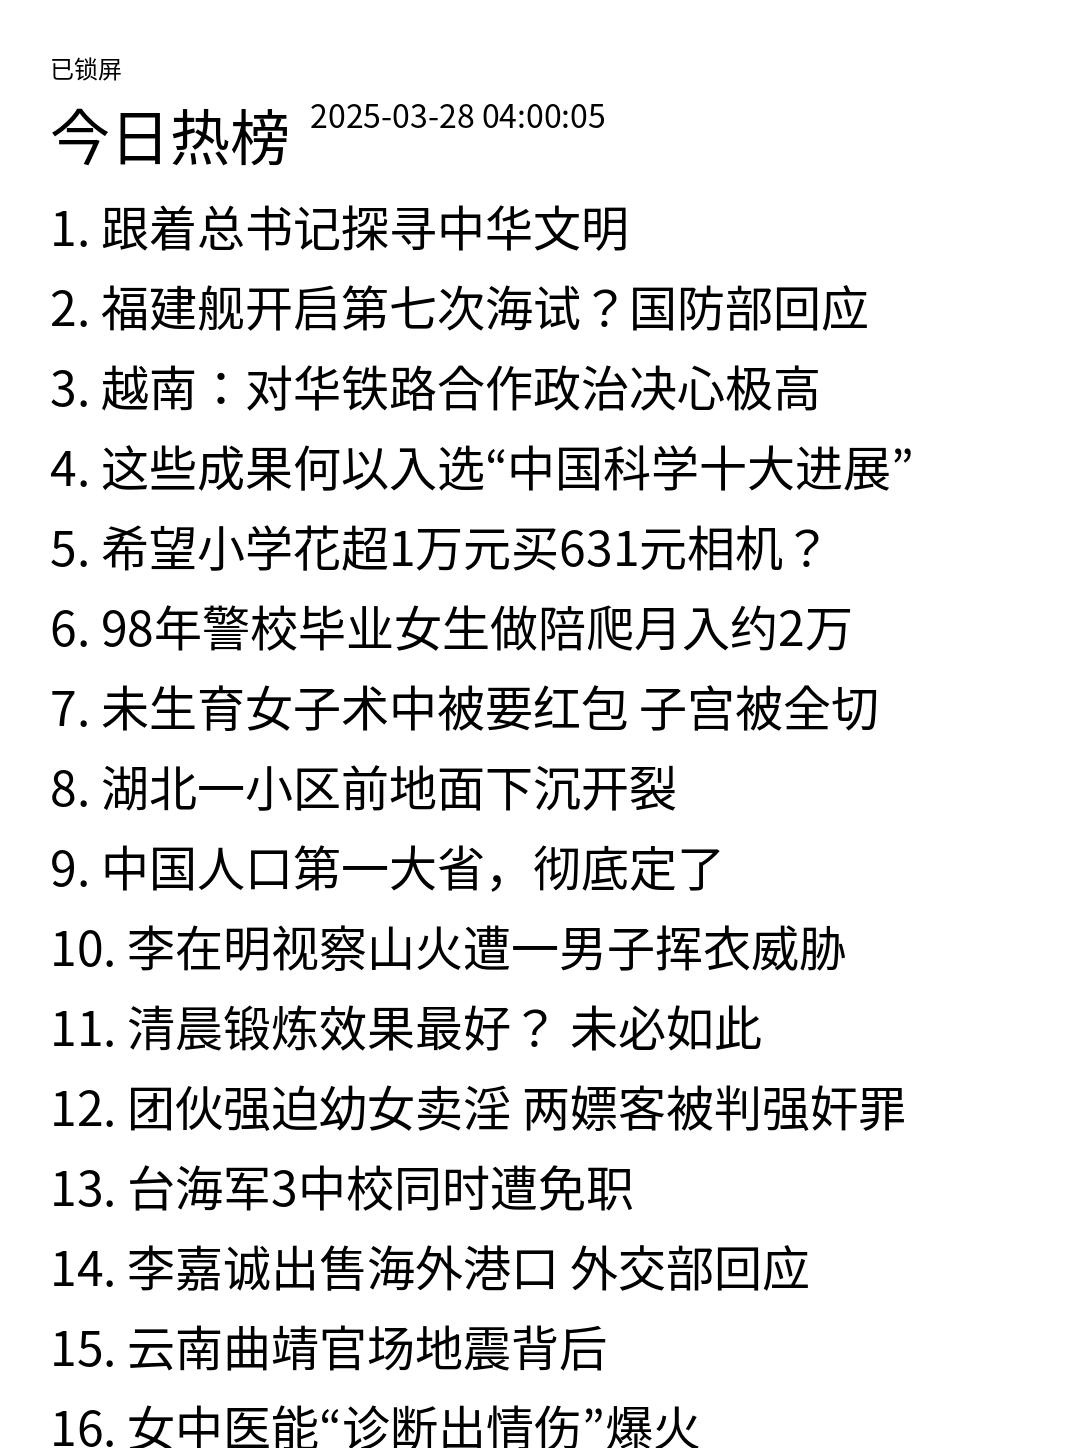 已锁屏
今日热榜 2025-03-28 04:00:05
1. 跟着总书记探寻中华文明
2. 福建舰开启第七次海试？国防部回应
3. 越南：对华铁路合作政治决心极高
4. 这些成果何以入选“中国科学十大进展”
5. 希望小学花超1万元买631元相机？
6. 98年警校毕业女生做陪爬月入约2万
7. 未生育女子术中被要红包 子宫被全切
8. 湖北一小区前地面下沉开裂
9. 中国人口第一大省，彻底定了
10. 李在明视察山火遭一男子挥衣威胁
11. 清晨锻炼效果最好？ 未必如此
12. 团伙强迫幼女卖淫 两嫖客被判强奸罪
13. 台海军3中校同时遭免职
14. 李嘉诚出售海外港口 外交部回应
15. 云南曲靖官场地震背后
16. 女中医能“诊断出情伤”爆火